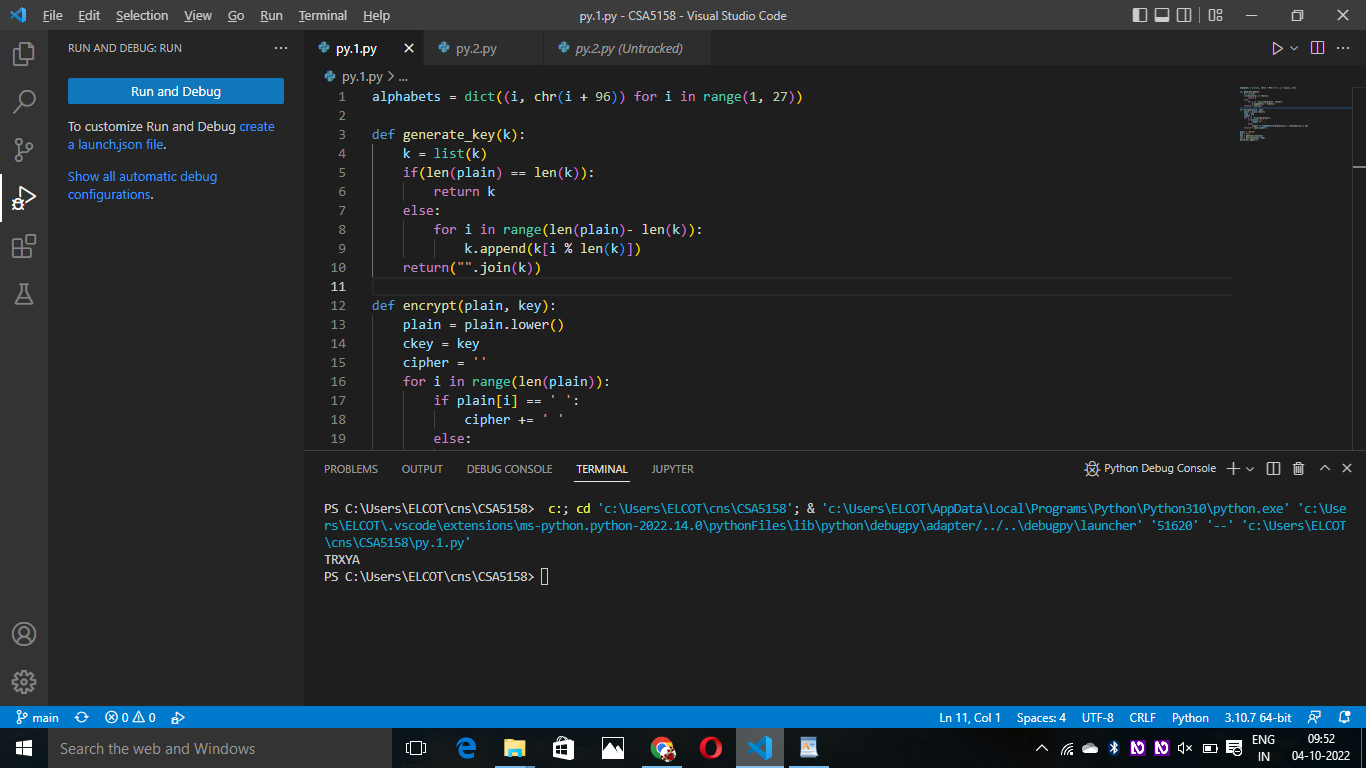 File Edit Selection View Go Run Terminal Help py.1.py - CSA5158 - Visual Studio Code
RUN AND DEBUG: RUN ...
Run and Debug
To customize Run and Debug create
a launch.json file.
Show all automatic debug
configurations.
py.1.py py.2.py py.2.py (Untracked)
py.1.py > ...
1 alphabets = dict((i, chr(i + 96)) for i in range(1, 27))
2
3 def generate_key(k):
4 k = list(k)
5 if(len(plain) == len(k)):
6 return k
7 else:
8 for i in range(len(plain)- len(k)):
9 k.append(k[i % len(k)])
10 return("".join(k))
11
12 def encrypt(plain, key):
13 plain = plain.lower()
14 ckey = key
15 cipher = ''
16 for i in range(len(plain)):
17 if plain[i] == ' ':
18 cipher += ' '
19 else:
PROBLEMS OUTPUT DEBUG CONSOLE TERMINAL JUPYTER Python Debug Console
PS C:\Users\ELCOT\cns\CSA5158> c:; cd 'c:\Users\ELCOT\cns\CSA5158'; & 'c:\Users\ELCOT\AppData\Local\Programs\Python\Python310\python.exe' 'c:\Use
rs\ELCOT\.vscode\extensions\ms-python.python-2022.14.0\pythonFiles\lib\python\debugpy\adapter/../..\debugpy\launcher' '51620' '--' 'c:\Users\ELCOT
\cns\CSA5158\py.1.py'
TRXYA
PS C:\Users\ELCOT\cns\CSA5158>
main 0 0 Ln 11, Col 1 Spaces: 4 UTF-8 CRLF Python 3.10.7 64-bit
Search the web and Windows
ENG
IN
09:52
04-10-2022